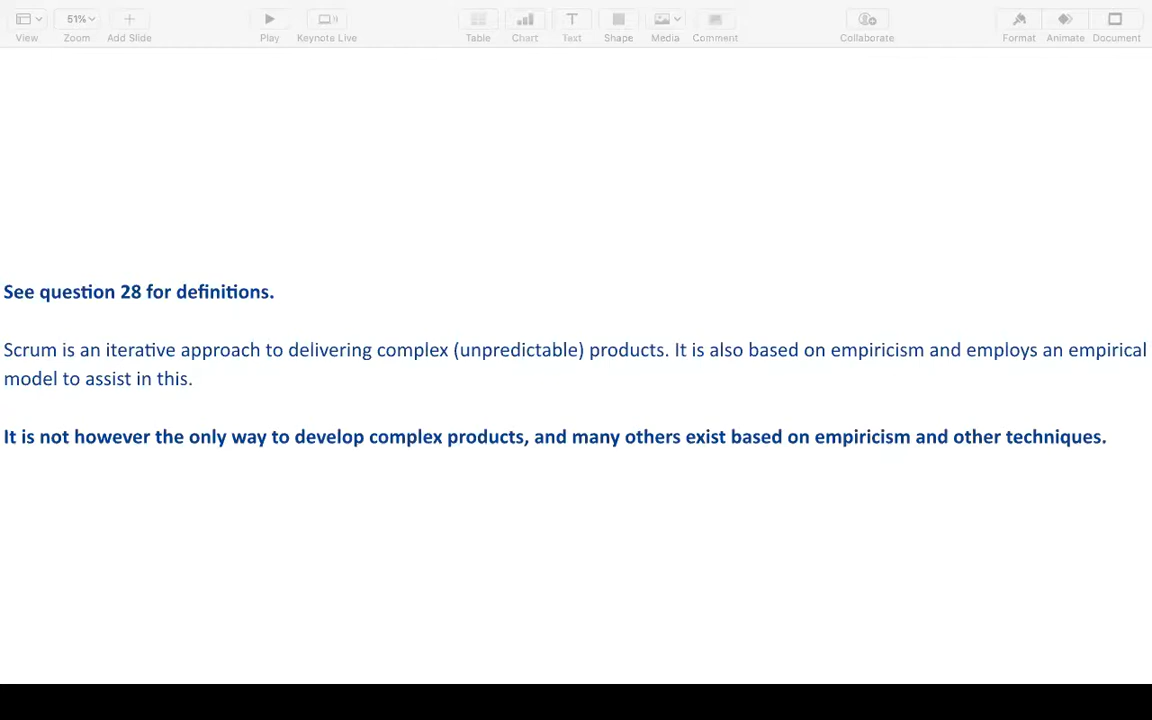 51%
View Zoom Add Slide Play Keynote Live Table Chart Text Shape Media Comment Collaborate Format Animate Document
See question 28 for definitions.
Scrum is an iterative approach to delivering complex (unpredictable) products. It is also based on empiricism and employs an empirical
model to assist in this.
It is not however the only way to develop complex products, and many others exist based on empiricism and other techniques.